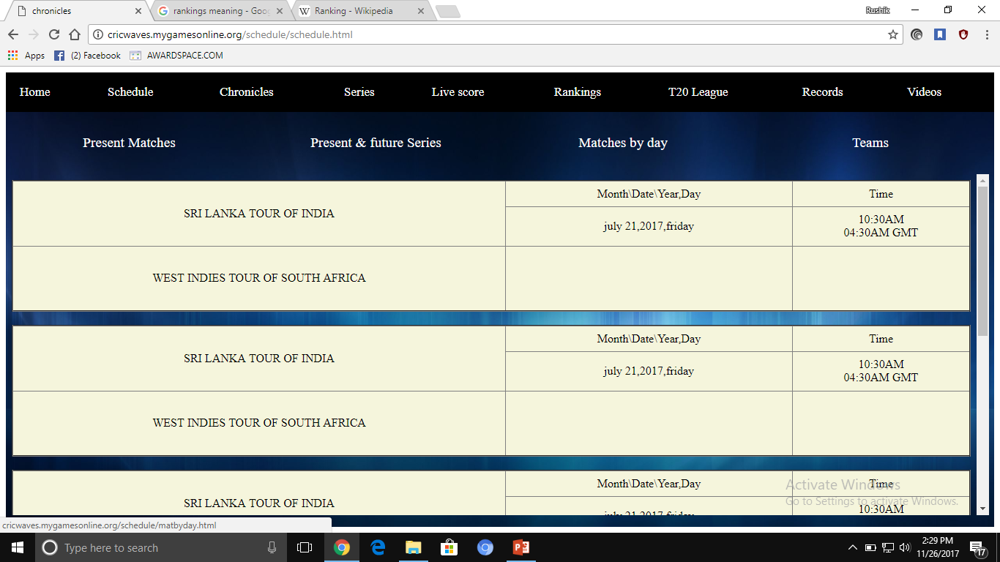 chronicles
rankings meaning - Goo
Ranking - Wikipedia
Rushik
cricwaves.mygamesonline.org/schedule/schedule.html
Apps
(2) Facebook
AWARDSPACE.COM
Home Schedule Chronicles Series Live score Rankings T20 League Records Videos
Present Matches Present & future Series Matches by day Teams
SRI LANKA TOUR OF INDIA
Month\Date\Year,Day
Time
july 21,2017,friday
10:30AM
04:30AM GMT
WEST INDIES TOUR OF SOUTH AFRICA
SRI LANKA TOUR OF INDIA
Month\Date\Year,Day
Time
july 21,2017,friday
10:30AM
04:30AM GMT
WEST INDIES TOUR OF SOUTH AFRICA
SRI LANKA TOUR OF INDIA
Month\Date\Year,Day
Time
july 21,2017,friday
10:30AM
Activate Windows
Go to Settings to activate Windows.
cricwaves.mygamesonline.org/schedule/matbyday.html
Type here to search
2:29 PM
11/26/2017
17